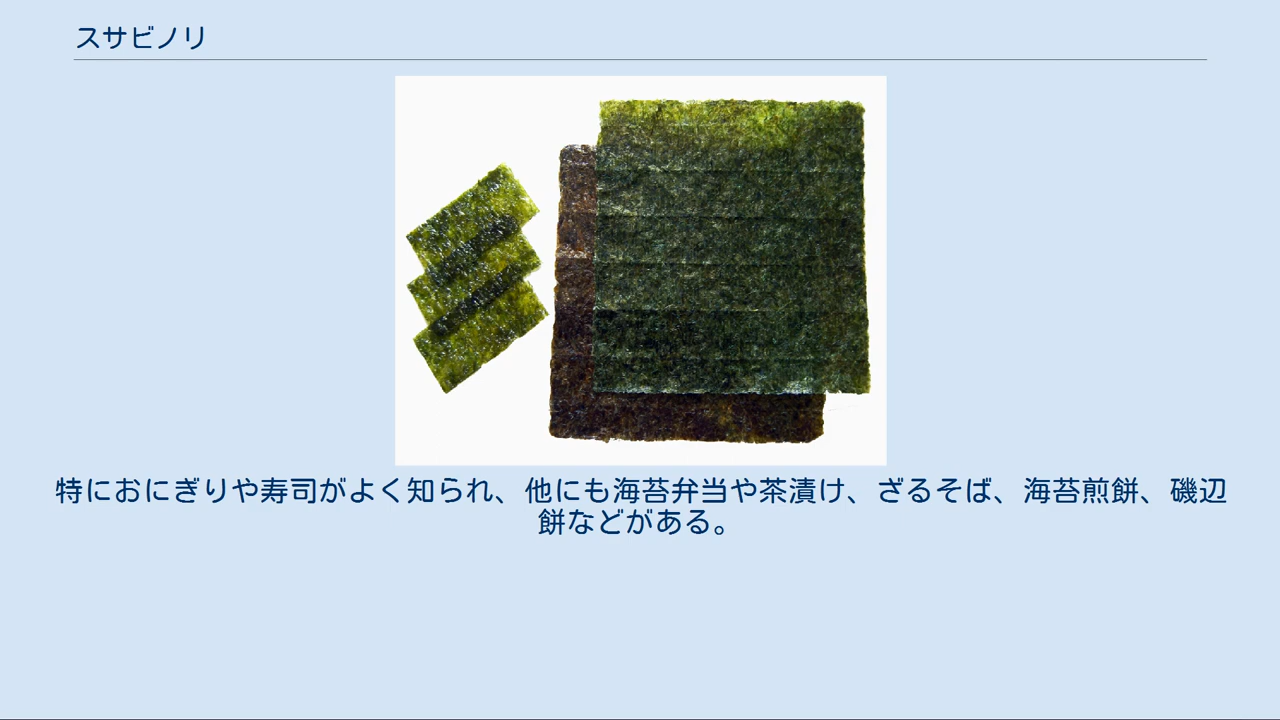 スサビノリ
特におにぎりや寿司がよく知られ、他にも海苔弁当や茶漬け、ざるそば、海苔煎餅、磯辺
餅などがある。